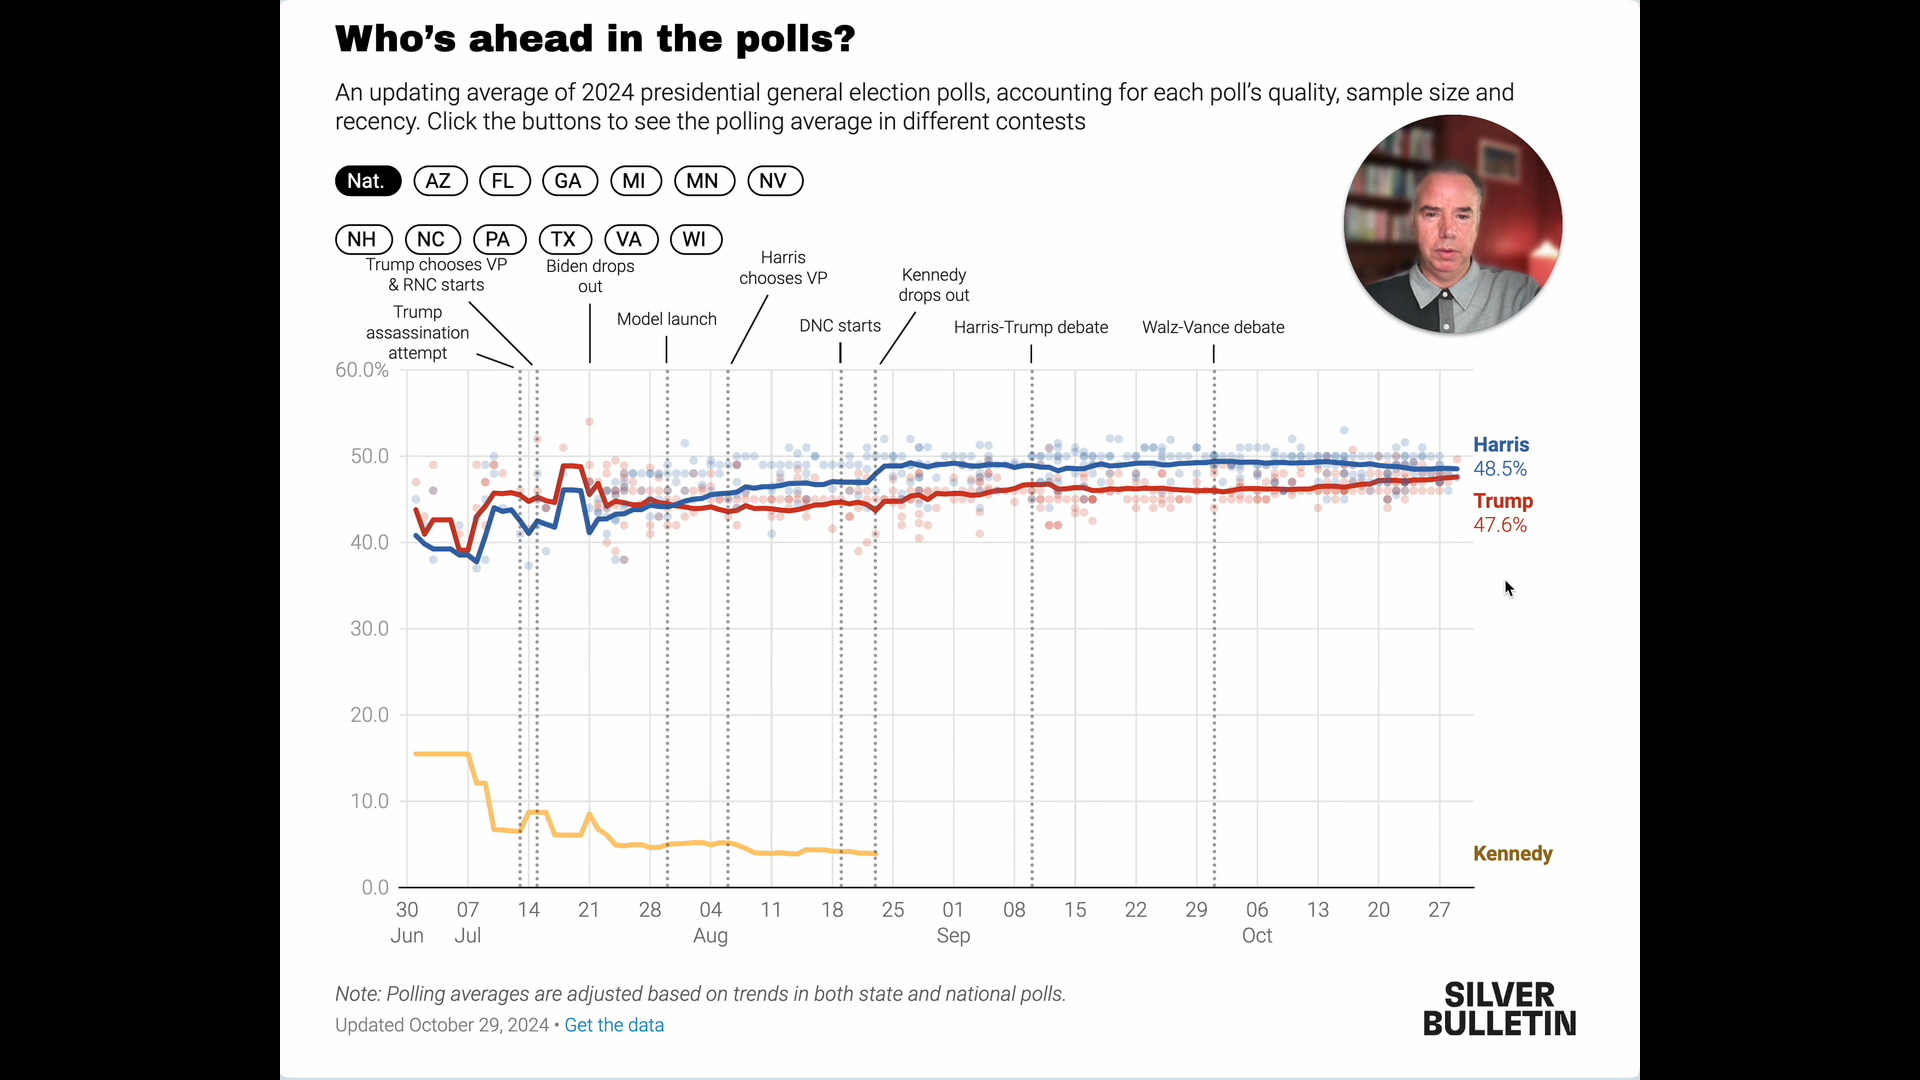 Who's ahead in the polls?
An updating average of 2024 presidential general election polls, accounting for each poll's quality, sample size and
recency. Click the buttons to see the polling average in different contests
Nat. AZ FL GA MI MN NV
NH NC PA TX VA WI
Trump chooses VP
& RNC starts
Trump
assassination
attempt
Biden drops
out
Model launch
Harris
chooses VP
DNC starts
Kennedy
drops out
Harris-Trump debate
Walz-Vance debate
60.0%
50.0
40.0
30.0
20.0
10.0
0.0
Harris
48.5%
Trump
47.6%
Kennedy
30 07 14 21 28 04 11 18 25 01 08 15 22 29 06 13 20 27
Jun Jul Aug Sep Oct
Note: Polling averages are adjusted based on trends in both state and national polls.
Updated October 29, 2024 • Get the data
SILVER
BULLETIN